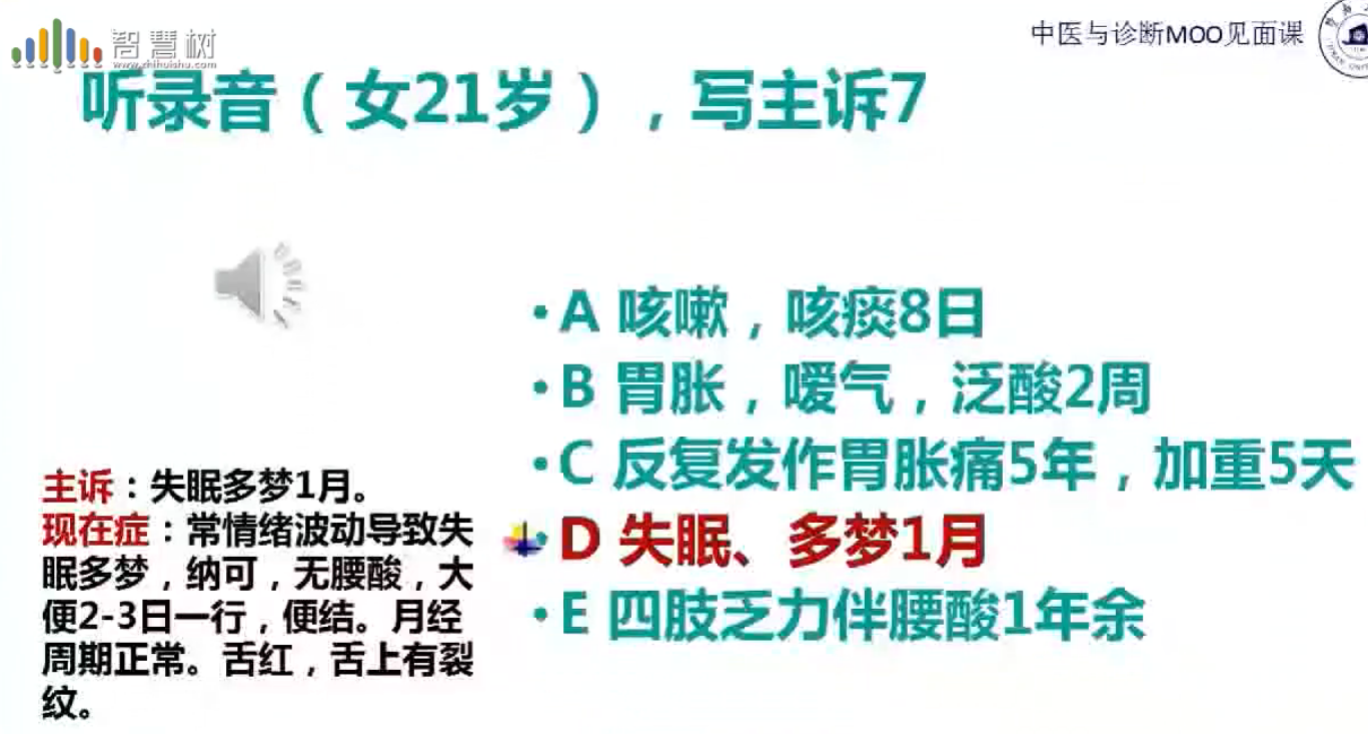 智慧树
www.zhihuishu.com
中医与诊断MOO见面课
听录音（女21岁），写主诉7
• A 咳嗽，咳痰8日
• B 胃胀，嗳气，泛酸2周
• C 反复发作胃胀痛5年，加重5天
D 失眠、多梦1月
• E 四肢乏力伴腰酸1年余
主诉：失眠多梦1月。
现在症：常情绪波动导致失
眠多梦，纳可，无腰酸，大
便2-3日一行，便结。月经
周期正常。舌红，舌上有裂
纹。